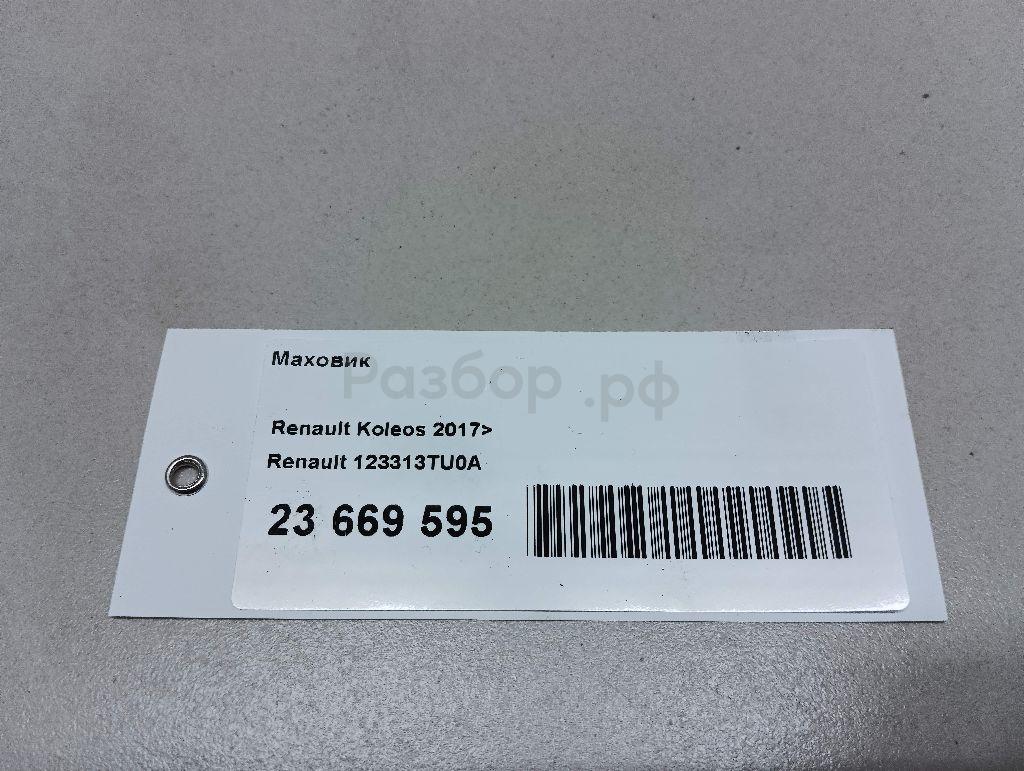 Маховик
Разбор.рф
Renault Koleos 2017>
Renault 123313TU0A
23 669 595